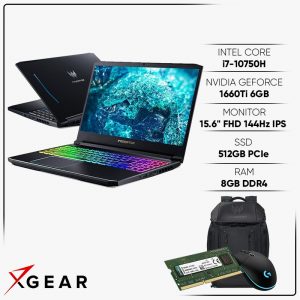 INTEL CORE
i7-10750H
NVIDIA GEFORCE
1660Ti 6GB
MONITOR
15.6" FHD 144Hz IPS
SSD
512GB PCIe
RAM
8GB DDR4
XGEAR